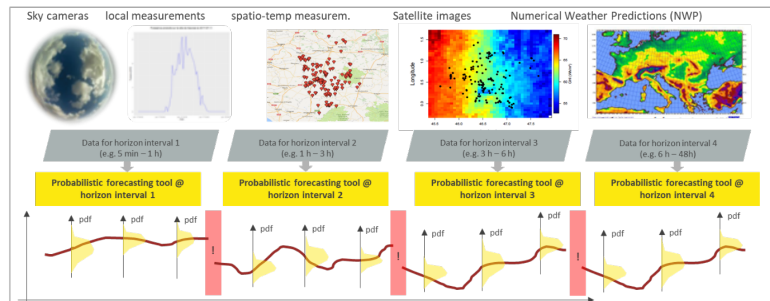 Sky cameras local measurements spatio-temp measurem. Satellite images Numerical Weather Predictions (NWP)
Longitude
Data for horizon interval 1
(e.g. 5 min – 1 h)
Data for horizon interval 2
(e.g. 1 h – 3 h)
Data for horizon interval 3
(e.g. 3 h – 6 h)
Data for horizon interval 4
(e.g. 6 h – 48h)
Probabilistic forecasting tool @
horizon interval 1
Probabilistic forecasting tool @
horizon interval 2
Probabilistic forecasting tool @
horizon interval 3
Probabilistic forecasting tool @
horizon interval 4
pdf pdf pdf
!
pdf pdf pdf
!
pdf pdf pdf
!
pdf pdf pdf